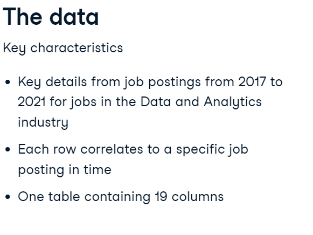 The data
Key characteristics
• Key details from job postings from 2017 to
2021 for jobs in the Data and Analytics
industry
• Each row correlates to a specific job
posting in time
• One table containing 19 columns